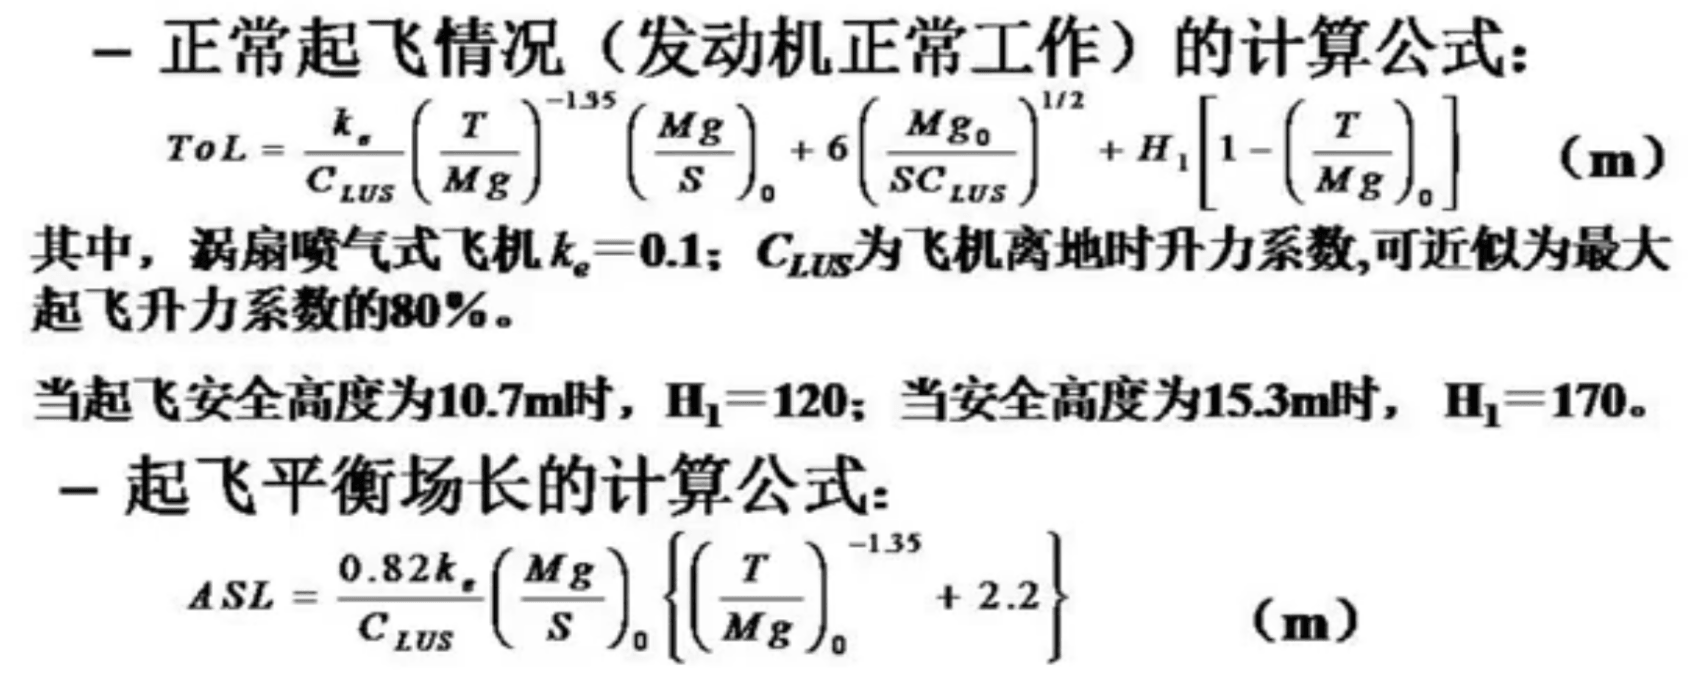 – 正常起飞情况（发动机正常工作）的计算公式：
ToL = \frac{k_e}{C_{LUS}} \left( \frac{T}{Mg} \right)^{-1.35} \left( \frac{Mg}{S} \right)_0 + 6 \left( \frac{Mg_0}{SC_{LUS}} \right)^{1/2} + H_1 \left[ 1 - \left( \frac{T}{Mg} \right)_0 \right] （m）
其中，涡扇喷气式飞机k_e=0.1；C_{LUS}为飞机离地时升力系数,可近似为最大
起飞升力系数的80%。
当起飞安全高度为10.7m时，H_1=120；当安全高度为15.3m时， H_1=170。
– 起飞平衡场长的计算公式：
ASL = \frac{0.82k_e}{C_{LUS}} \left( \frac{Mg}{S} \right)_0 \left\{ \left( \frac{T}{Mg} \right)_0^{-1.35} + 2.2 \right\} （m）